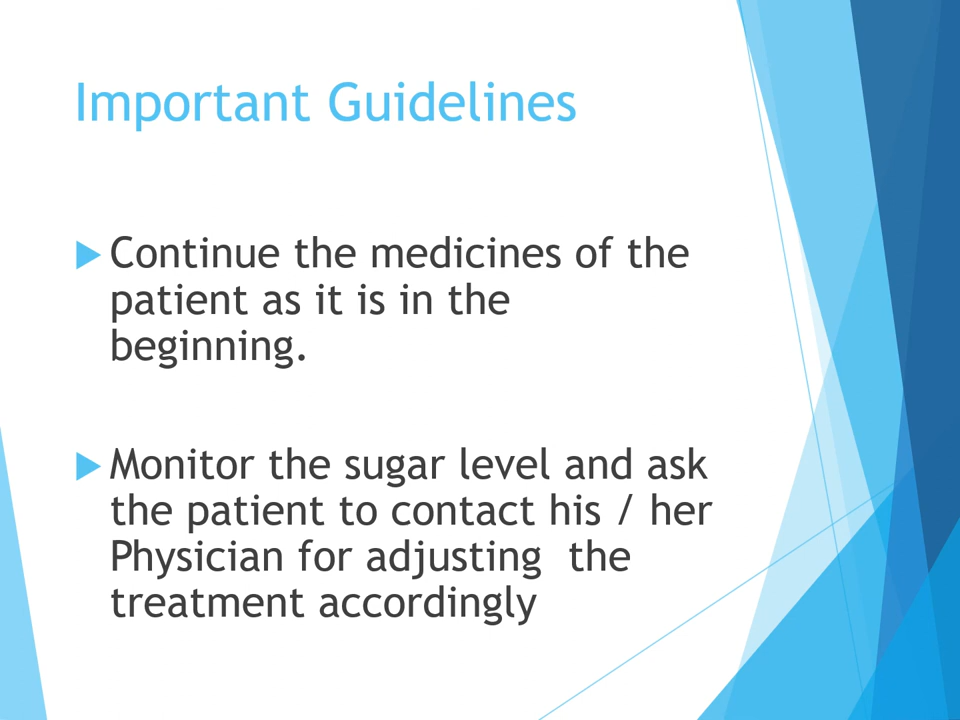 Important Guidelines
Continue the medicines of the
patient as it is in the
beginning.
Monitor the sugar level and ask
the patient to contact his / her
Physician for adjusting  the
treatment accordingly